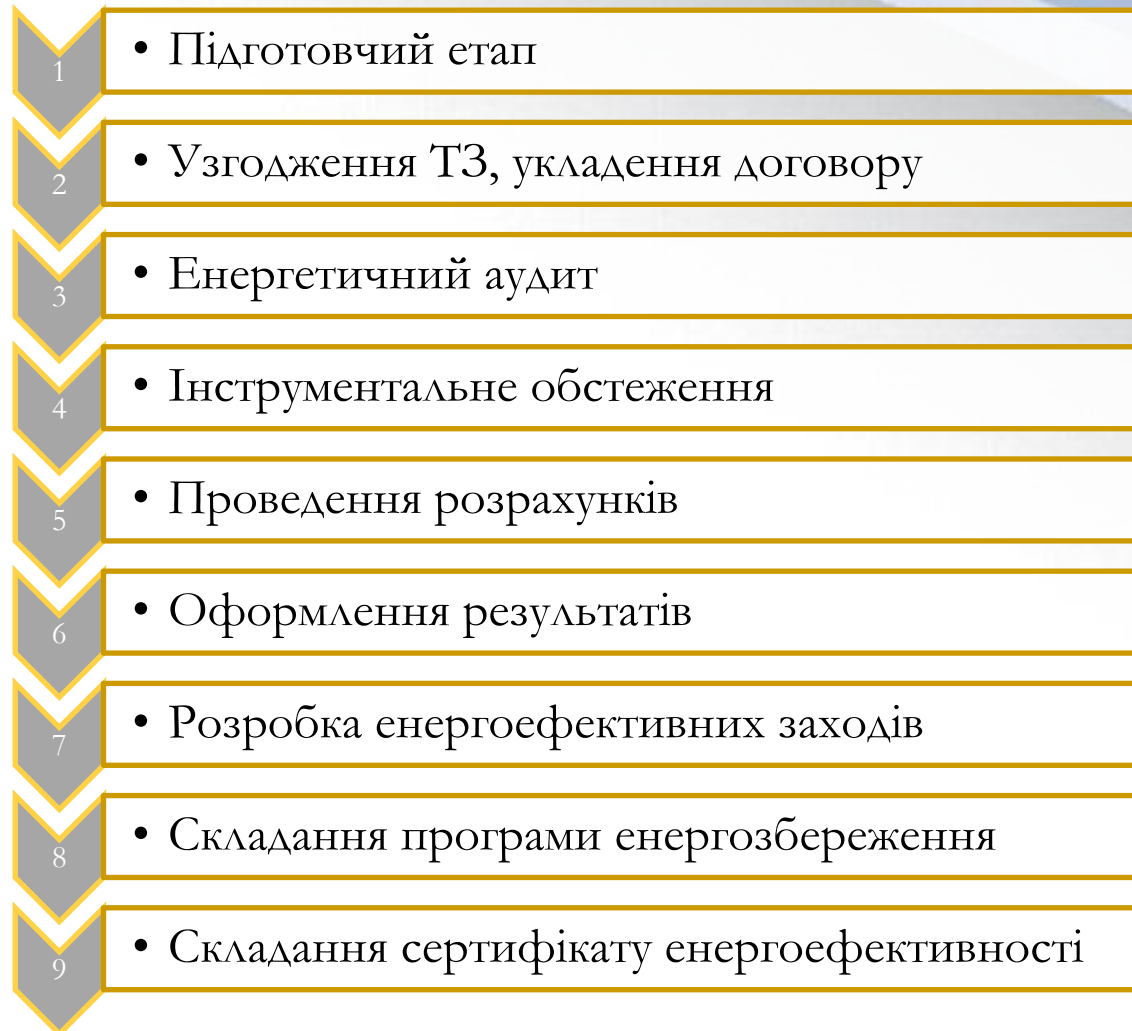 1
• Підготовчий етап
2
• Узгодження ТЗ, укладення договору
3
• Енергетичний аудит
4
• Інструментальне обстеження
5
• Проведення розрахунків
6
• Оформлення результатів
7
• Розробка енергоефективних заходів
8
• Складання програми енергозбереження
9
• Складання сертифікату енергоефективності